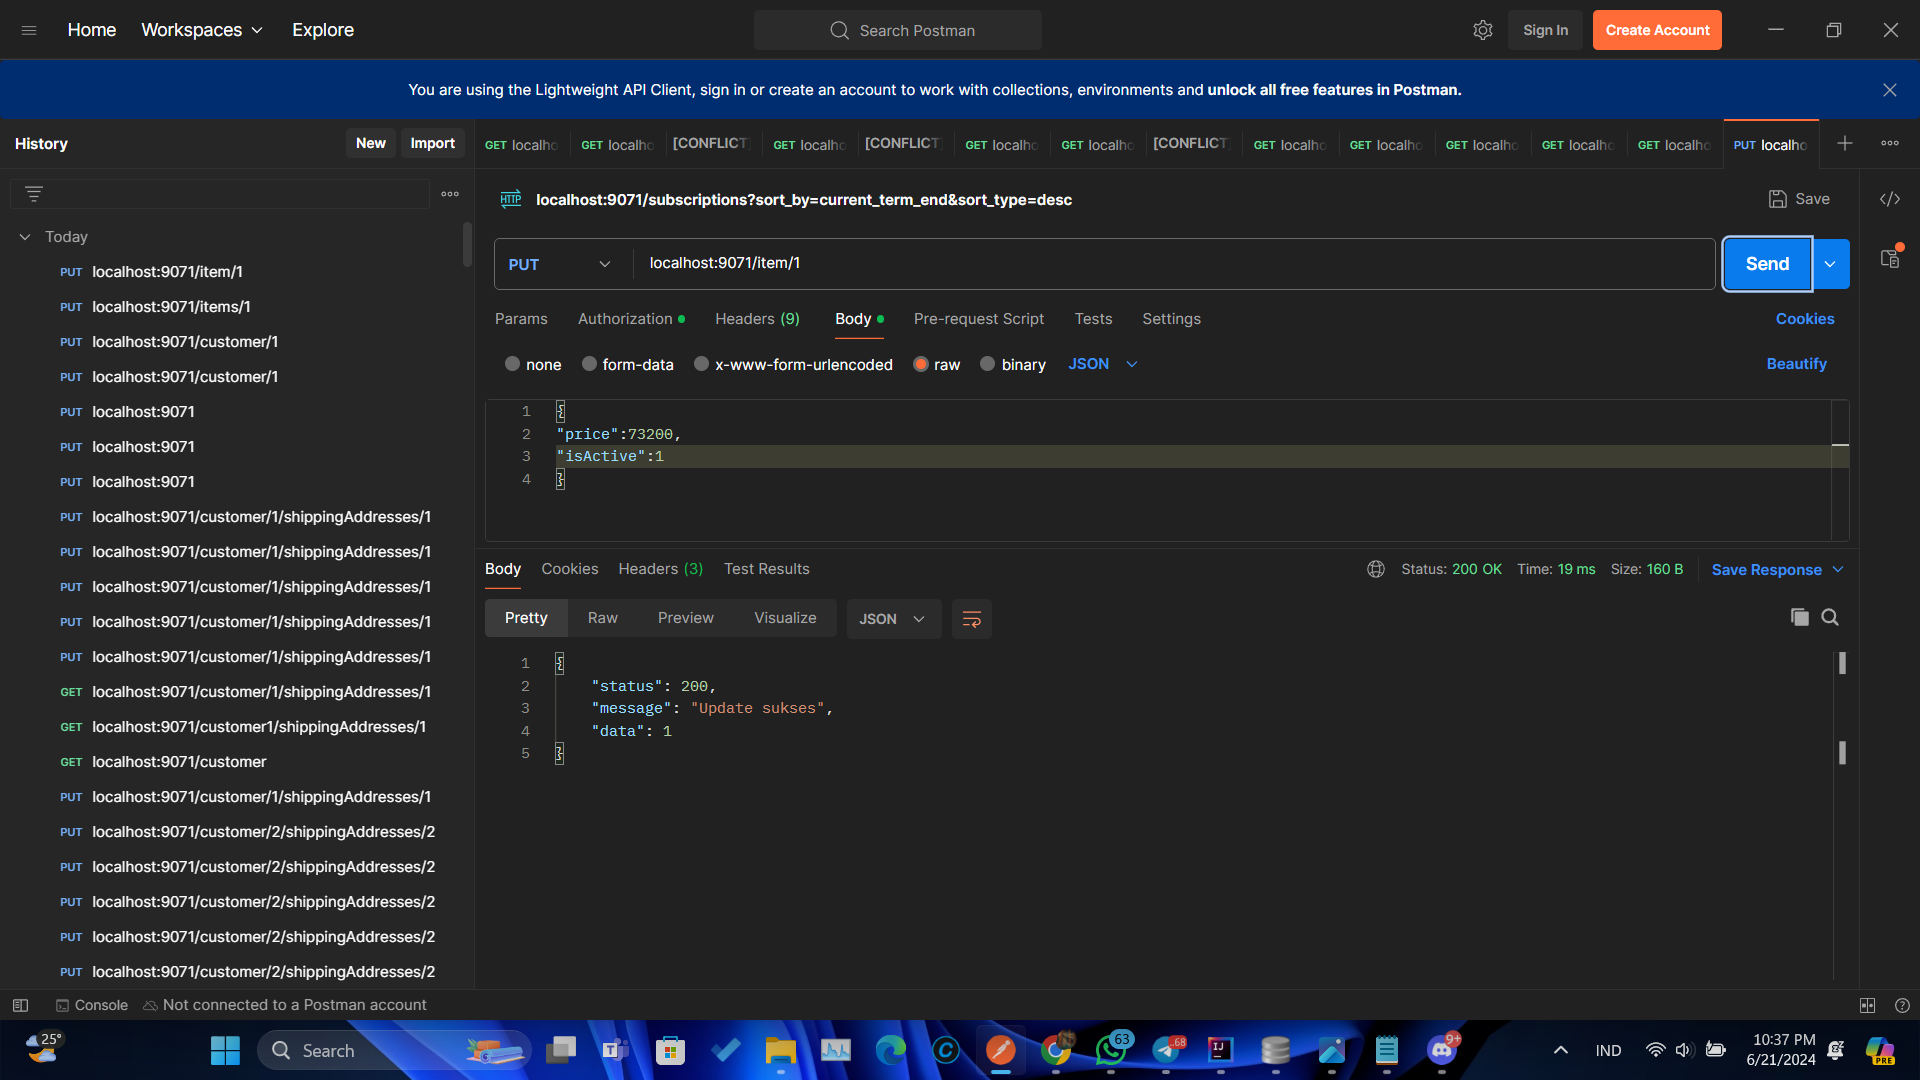 Home Workspaces Explore Search Postman Sign In Create Account
You are using the Lightweight API Client, sign in or create an account to work with collections, environments and unlock all free features in Postman.
History New Import
GET localho GET localho [CONFLICT] GET localho [CONFLICT] GET localho GET localho [CONFLICT] GET localho GET localho GET localho GET localho GET localho PUT localho
HTTP localhost:9071/subscriptions?sort_by=current_term_end&sort_type=desc Save
Today
PUT localhost:9071/item/1
PUT localhost:9071/items/1
PUT localhost:9071/customer/1
PUT localhost:9071/customer/1
PUT localhost:9071
PUT localhost:9071
PUT localhost:9071
PUT localhost:9071/customer/1/shippingAddresses/1
PUT localhost:9071/customer/1/shippingAddresses/1
PUT localhost:9071/customer/1/shippingAddresses/1
PUT localhost:9071/customer/1/shippingAddresses/1
PUT localhost:9071/customer/1/shippingAddresses/1
GET localhost:9071/customer/1/shippingAddresses/1
GET localhost:9071/customer1/shippingAddresses/1
GET localhost:9071/customer
PUT localhost:9071/customer/1/shippingAddresses/1
PUT localhost:9071/customer/2/shippingAddresses/2
PUT localhost:9071/customer/2/shippingAddresses/2
PUT localhost:9071/customer/2/shippingAddresses/2
PUT localhost:9071/customer/2/shippingAddresses/2
PUT localhost:9071/customer/2/shippingAddresses/2
PUT localhost:9071/item/1 Send
Params Authorization Headers (9) Body Pre-request Script Tests Settings Cookies
none form-data x-www-form-urlencoded raw binary JSON Beautify
1 {
2 "price":73200,
3 "isActive":1
4 }
Body Cookies Headers (3) Test Results Status: 200 OK Time: 19 ms Size: 160 B Save Response
Pretty Raw Preview Visualize JSON
1 {
2 "status": 200,
3 "message": "Update sukses",
4 "data": 1
5 }
Console Not connected to a Postman account
25° Search 63 ..68 9+ IND 10:37 PM
6/21/2024 PRE